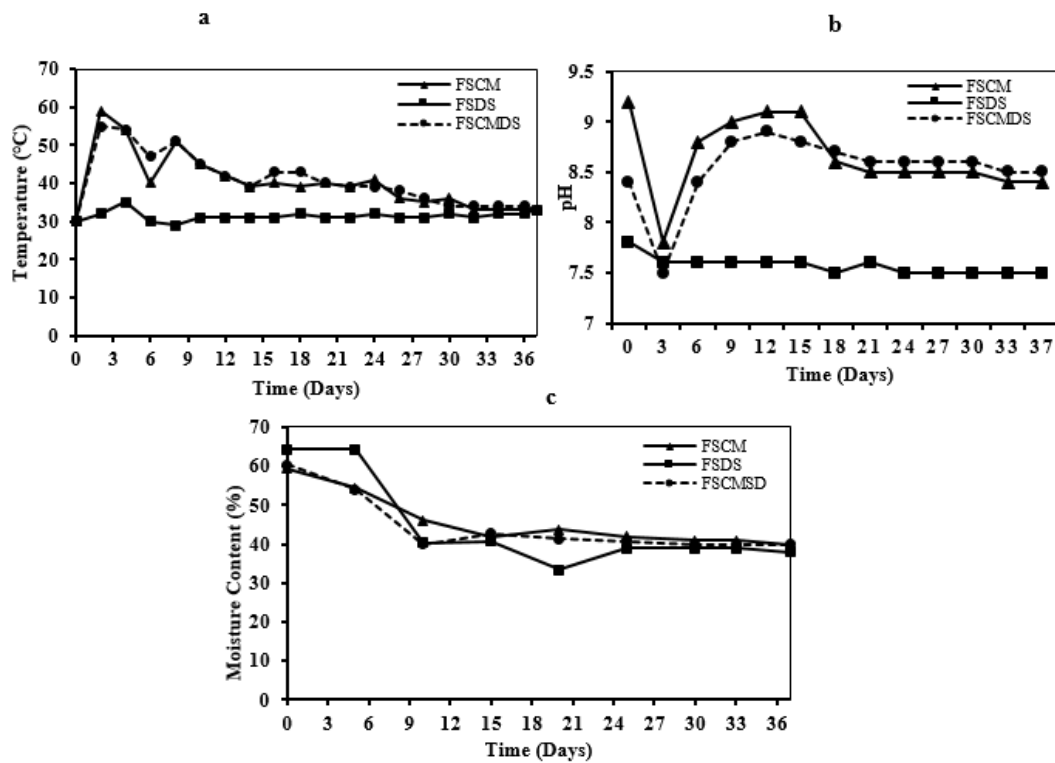 a
70
60
50
40
30
20
10
0
Temperature (°C)
FSCM
FSDS
FSCMDS
0 3 6 9 12 15 18 21 24 27 30 33 36
Time (Days)
b
9.5
9
8.5
8
7.5
7
pH
FSCM
FSDS
FSCMDS
0 3 6 9 12 15 18 21 24 27 30 33 37
Time (Days)
c
70
60
50
40
30
20
10
0
Moisture Content (%)
FSCM
FSDS
FSCMSD
0 3 6 9 12 15 18 21 24 27 30 33 36
Time (Days)